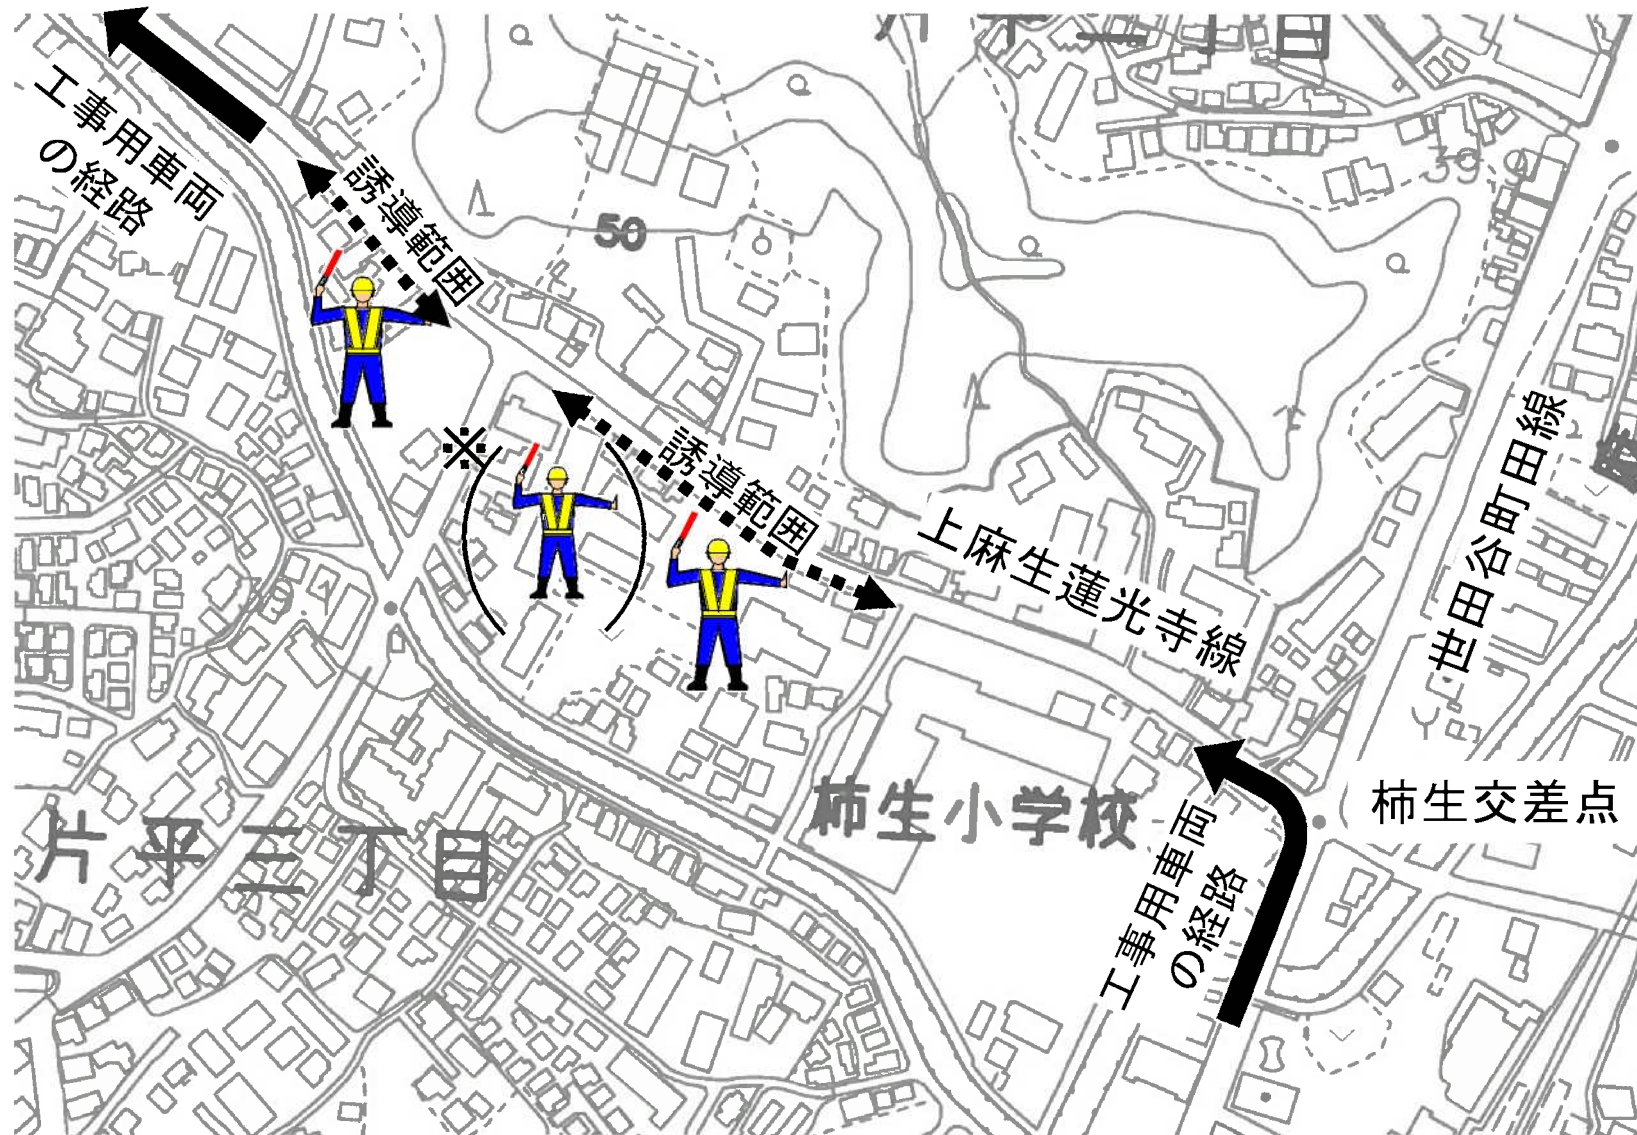 工事用車両
の経路
誘導範囲
50
39
※
誘導範囲
上麻生蓮光寺線
世田谷町田線
柿生交差点
柿生小学校
工事用車両
の経路
片平三丁目